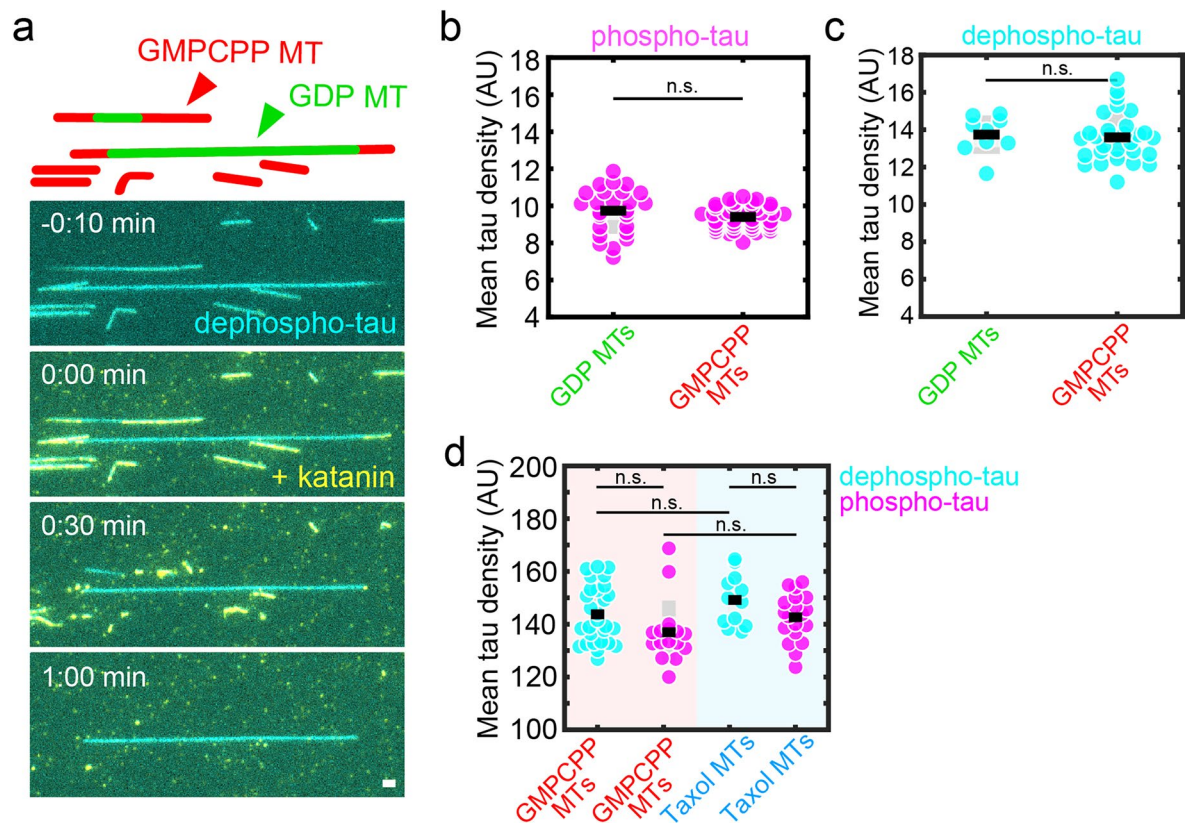 a
GMPCPP MT
GDP MT
-0:10 min
dephospho-tau
0:00 min
+ katanin
0:30 min
1:00 min
b
phospho-tau
Mean tau density (AU)
18
16
14
12
10
8
6
4
n.s.
GDP MTs
GMPCPP
MTs
c
dephospho-tau
Mean tau density (AU)
18
16
14
12
10
8
6
4
n.s.
GDP MTs
GMPCPP
MTs
d
Mean tau density (AU)
200
180
160
140
120
100
n.s.
n.s
n.s.
n.s.
dephospho-tau
phospho-tau
GMPCPP
MTs
GMPCPP
MTs
Taxol MTs
Taxol MTs